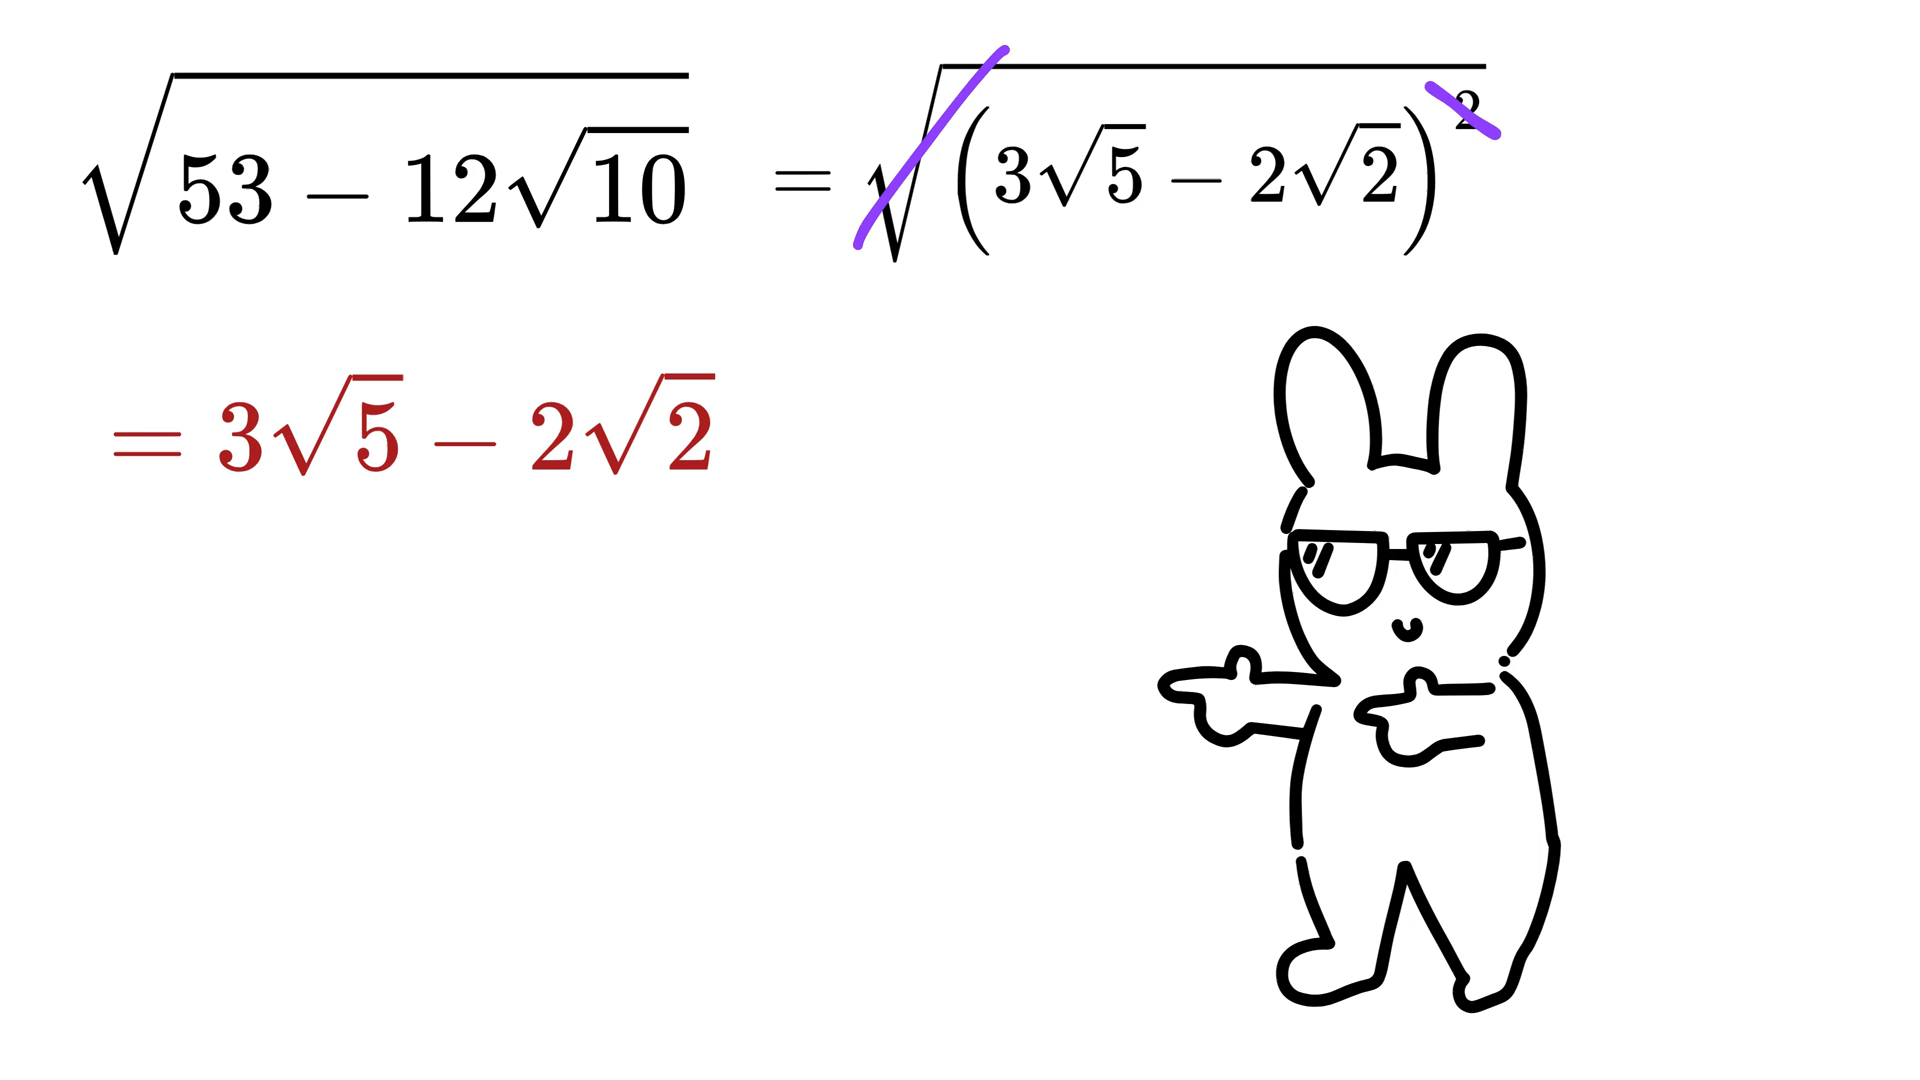 √(53 − 12√10) = √((3√5 − 2√2)²)
= 3√5 − 2√2